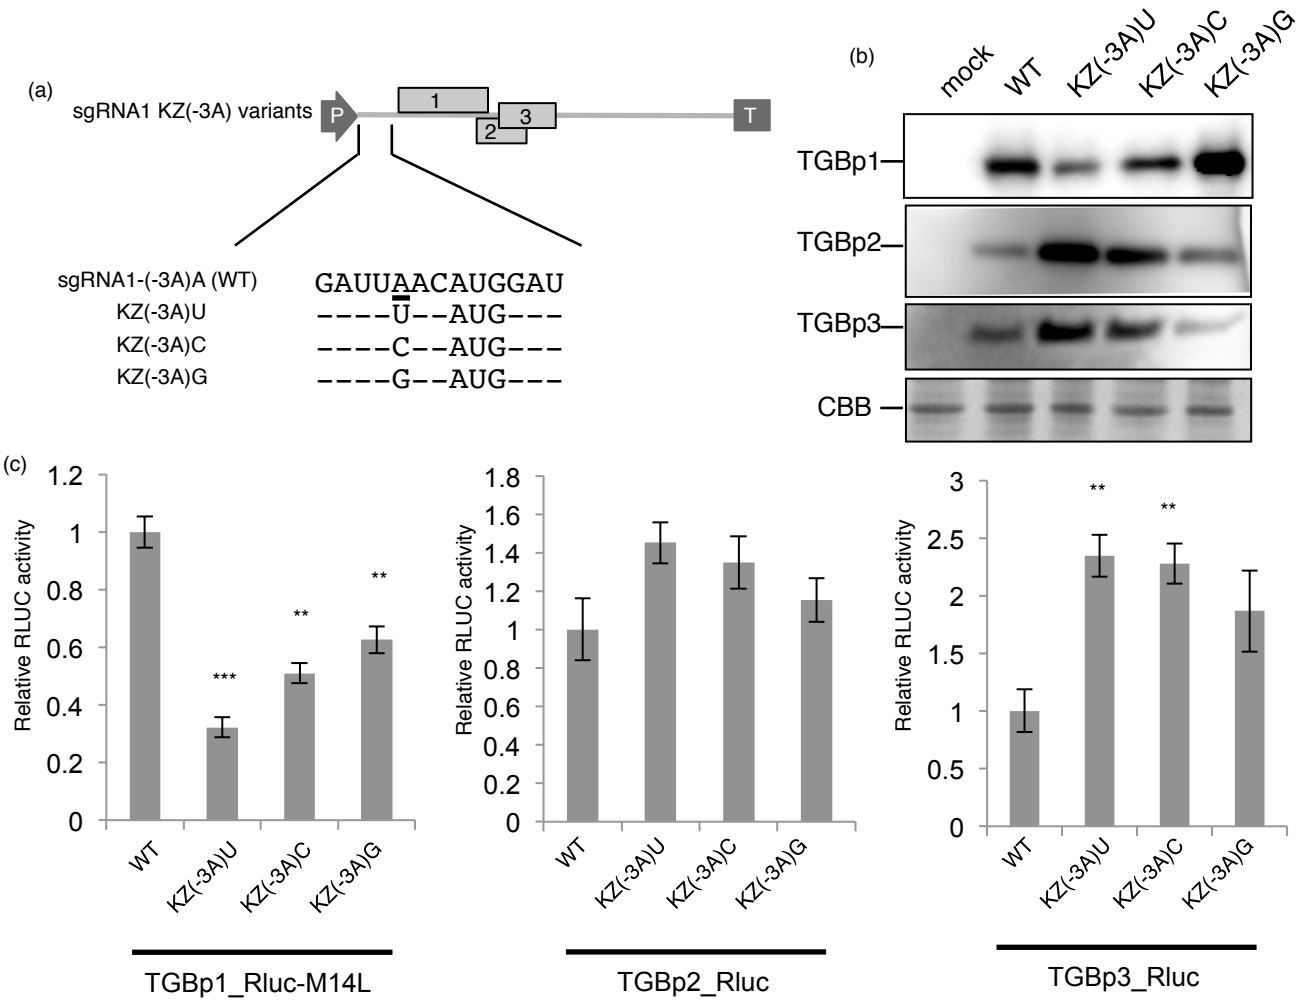 (a)
sgRNA1 KZ(-3A) variants
P
1
2
3
T
sgRNA1-(-3A)A (WT) GAUUAACAUGGAU
KZ(-3A)U ----U--AUG---
KZ(-3A)C ----C--AUG---
KZ(-3A)G ----G--AUG---
(b)
mock WT KZ(-3A)U KZ(-3A)C KZ(-3A)G
TGBp1
TGBp2
TGBp3
CBB
(c)
Relative RLUC activity
1.2
1
0.8
0.6
0.4
0.2
0
***
**
**
WT KZ(-3A)U KZ(-3A)C KZ(-3A)G
TGBp1_Rluc-M14L
Relative RLUC activity
1.8
1.6
1.4
1.2
1
0.8
0.6
0.4
0.2
0
WT KZ(-3A)U KZ(-3A)C KZ(-3A)G
TGBp2_Rluc
Relative RLUC activity
3
2.5
2
1.5
1
0.5
0
**
**
WT KZ(-3A)U KZ(-3A)C KZ(-3A)G
TGBp3_Rluc